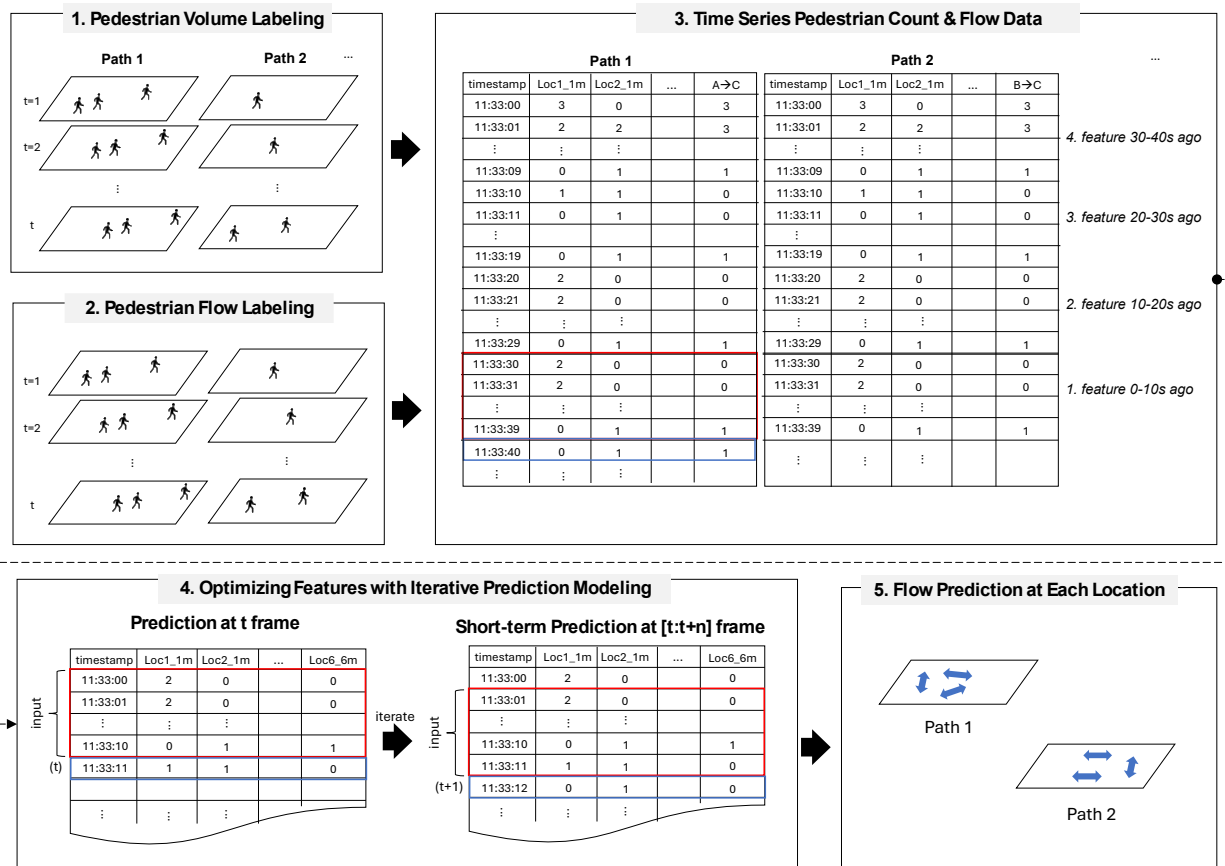 1. Pedestrian Volume Labeling
Path 1 Path 2 ...
t=1
t=2
⋮ ⋮
t
2. Pedestrian Flow Labeling
t=1
t=2
⋮ ⋮
t
3. Time Series Pedestrian Count & Flow Data
Path 1 Path 2 ...
timestamp Loc1_1m Loc2_1m ... A→C timestamp Loc1_1m Loc2_1m ... B→C
11:33:00 3 0 3 11:33:00 3 0 3
11:33:01 2 2 3 11:33:01 2 2 3
4. feature 30-40s ago
⋮ ⋮ ⋮ ⋮ ⋮ ⋮
11:33:09 0 1 1 11:33:09 0 1 1
11:33:10 1 1 0 11:33:10 1 1 0
11:33:11 0 1 0 11:33:11 0 1 0
3. feature 20-30s ago
⋮ ⋮
11:33:19 0 1 1 11:33:19 0 1 1
11:33:20 2 0 0 11:33:20 2 0 0
11:33:21 2 0 0 11:33:21 2 0 0
2. feature 10-20s ago
⋮ ⋮ ⋮ ⋮ ⋮ ⋮
11:33:29 0 1 1 11:33:29 0 1 1
11:33:30 2 0 0 11:33:30 2 0 0
11:33:31 2 0 0 11:33:31 2 0 0
1. feature 0-10s ago
⋮ ⋮ ⋮ ⋮ ⋮ ⋮
11:33:39 0 1 1 11:33:39 0 1 1
11:33:40 0 1 1 ⋮ ⋮ ⋮
⋮ ⋮ ⋮
4. Optimizing Features with Iterative Prediction Modeling
Prediction at t frame
timestamp Loc1_1m Loc2_1m ... Loc6_6m
11:33:00 2 0 0
11:33:01 2 0 0
input
⋮ ⋮ ⋮ ⋮
11:33:10 0 1 1
(t) 11:33:11 1 1 0
⋮ ⋮ ⋮
iterate
Short-term Prediction at [t:t+n] frame
timestamp Loc1_1m Loc2_1m ... Loc6_6m
11:33:00 2 0 0
11:33:01 2 0 0
input
⋮ ⋮ ⋮
11:33:10 0 1 1
11:33:11 1 1 0
(t+1) 11:33:12 0 1 0
⋮ ⋮ ⋮
5. Flow Prediction at Each Location
Path 1
Path 2